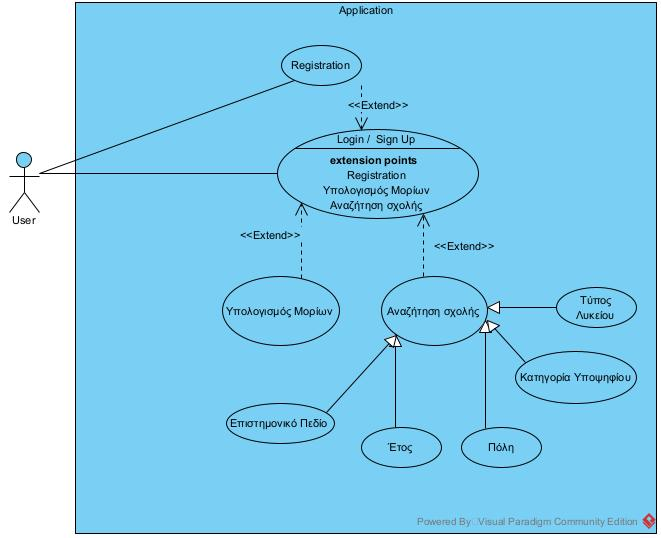 Application
Registration
<<Extend>>
Login / Sign Up
extension points
Registration
Υπολογισμός Μορίων
Αναζήτηση σχολής
User
<<Extend>>
<<Extend>>
Υπολογισμός Μορίων
Αναζήτηση σχολής
Τύπος
Λυκείου
Κατηγορία Υποψηφίου
Επιστημονικό Πεδίο
Έτος
Πόλη
Powered By Visual Paradigm Community Edition